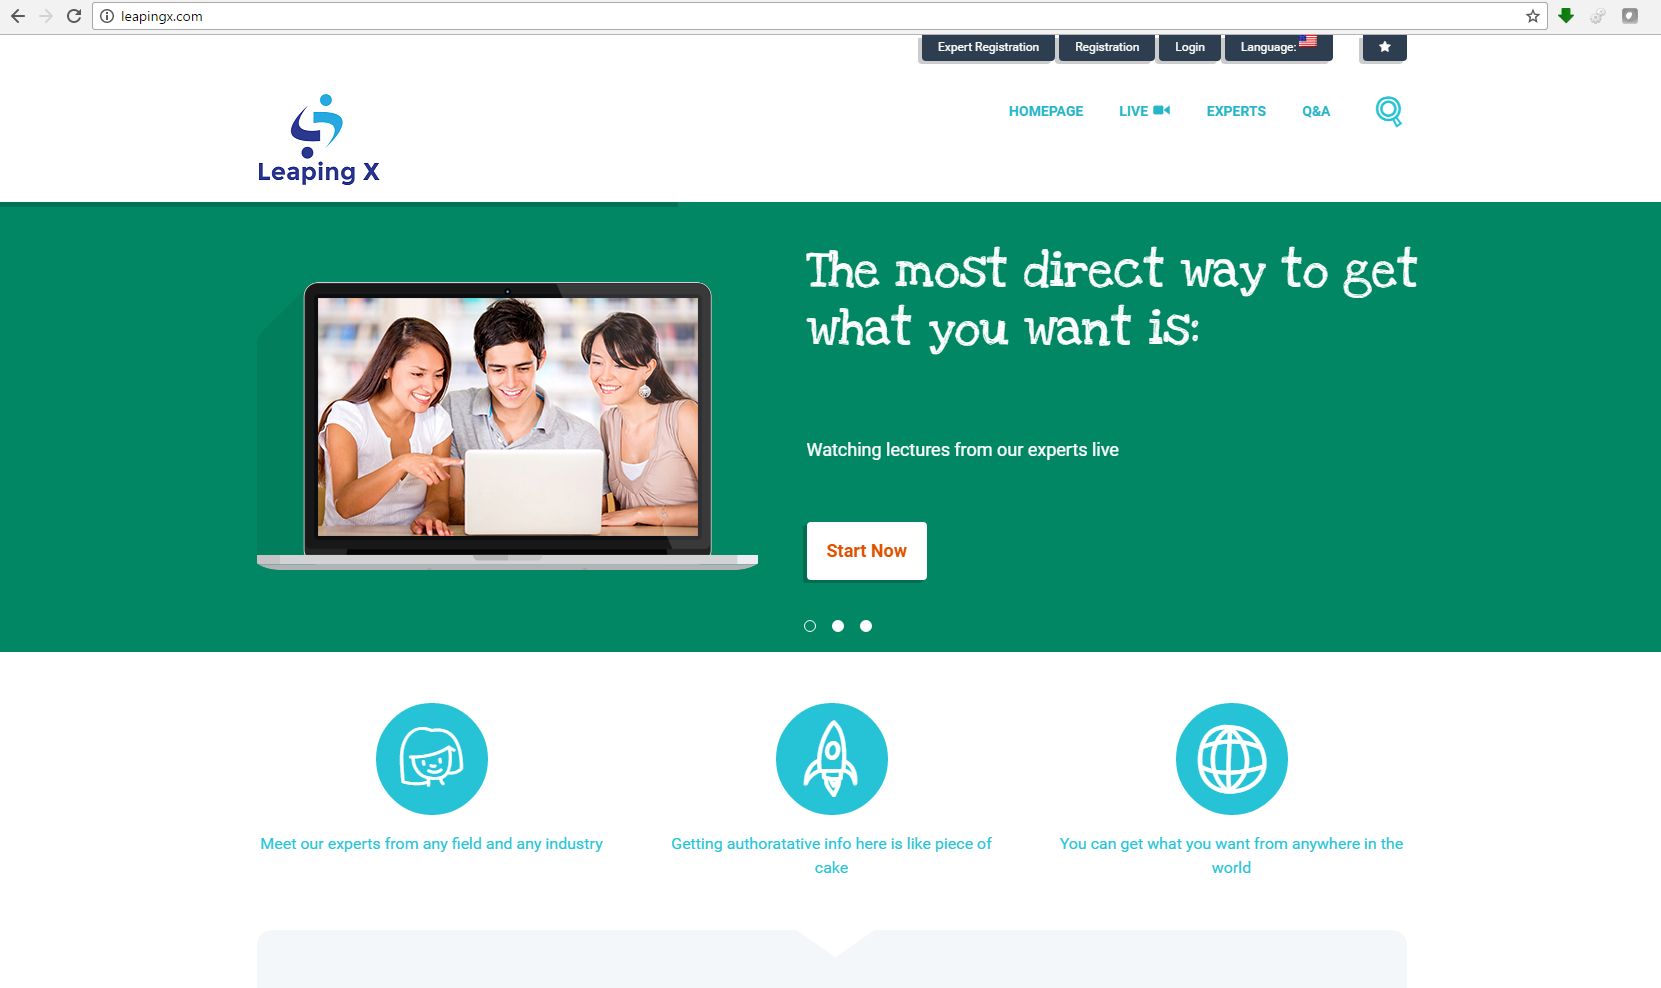 leapingx.com
Expert Registration
Registration
Login
Language:
HOMEPAGE
LIVE
EXPERTS
Q&A
Leaping X
The most direct way to get
what you want is:
Watching lectures from our experts live
Start Now
Meet our experts from any field and any industry
Getting authoratative info here is like piece of
cake
You can get what you want from anywhere in the
world